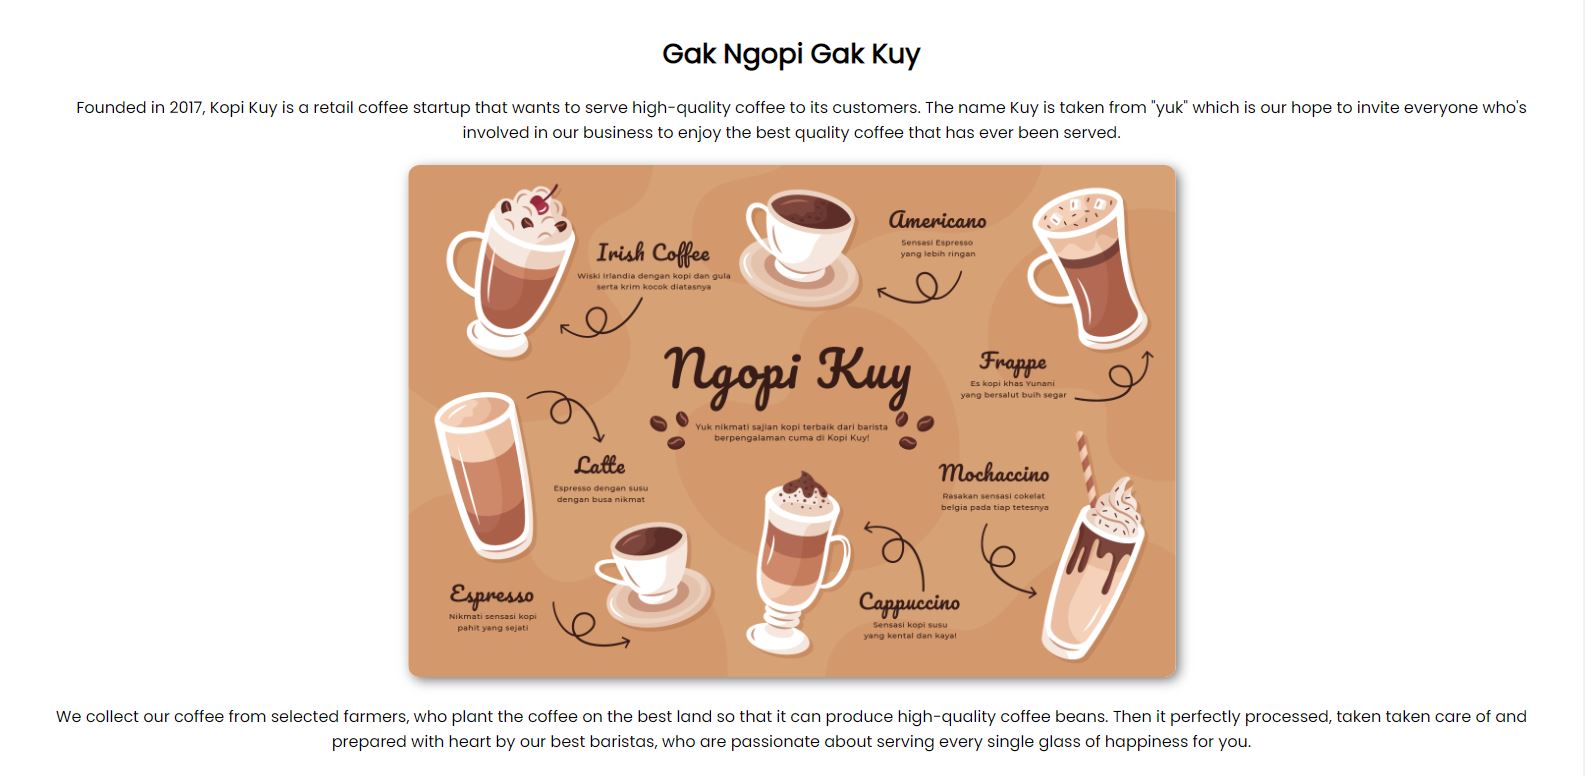 Gak Ngopi Gak Kuy
Founded in 2017, Kopi Kuy is a retail coffee startup that wants to serve high-quality coffee to its customers. The name Kuy is taken from "yuk" which is our hope to invite everyone who's
involved in our business to enjoy the best quality coffee that has ever been served.
Irish Coffee
Wiski Irlandia dengan kopi dan gula
serta krim kocok diatasnya
Americano
Sensasi Espresso
yang lebih ringan
Frappe
Es kopi khas Yunani
yang bersalut buih segar
Ngopi Kuy
Yuk nikmati sajian kopi terbaik dari barista
berpengalaman cuma di Kopi Kuy!
Latte
Espresso dengan susu
dengan busa nikmat
Mochaccino
Rasakan sensasi cokelat
belgia pada tiap tetesnya
Espresso
Nikmati sensasi kopi
pahit yang sejati
Cappuccino
Sensasi kopi susu
yang kental dan kaya!
We collect our coffee from selected farmers, who plant the coffee on the best land so that it can produce high-quality coffee beans. Then it perfectly processed, taken taken care of and
prepared with heart by our best baristas, who are passionate about serving every single glass of happiness for you.